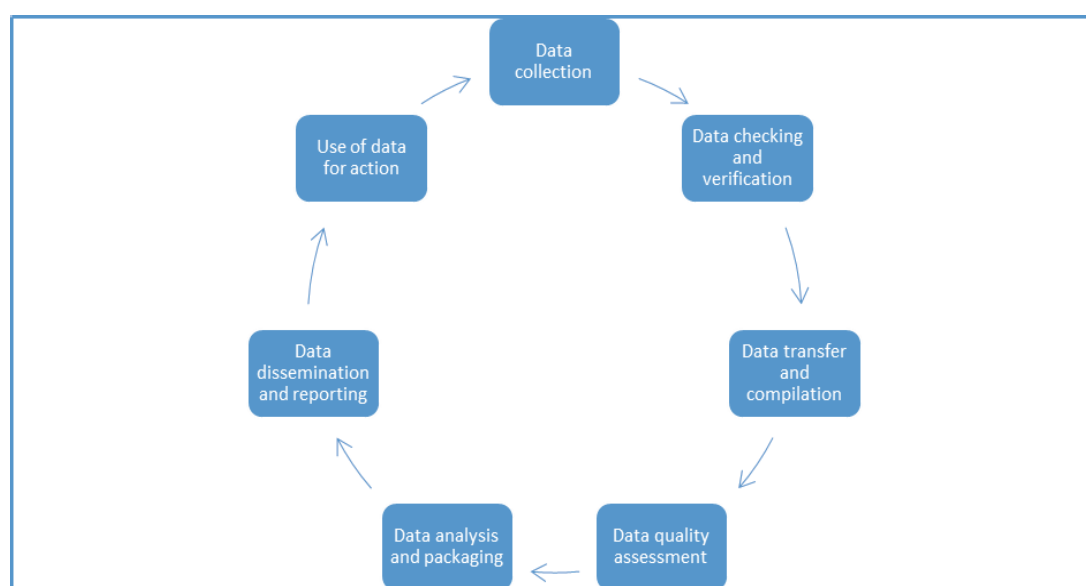 Data
collection
Data checking
and
verification
Data transfer
and
compilation
Data quality
assessment
Data analysis
and packaging
Data
dissemination
and reporting
Use of data
for action